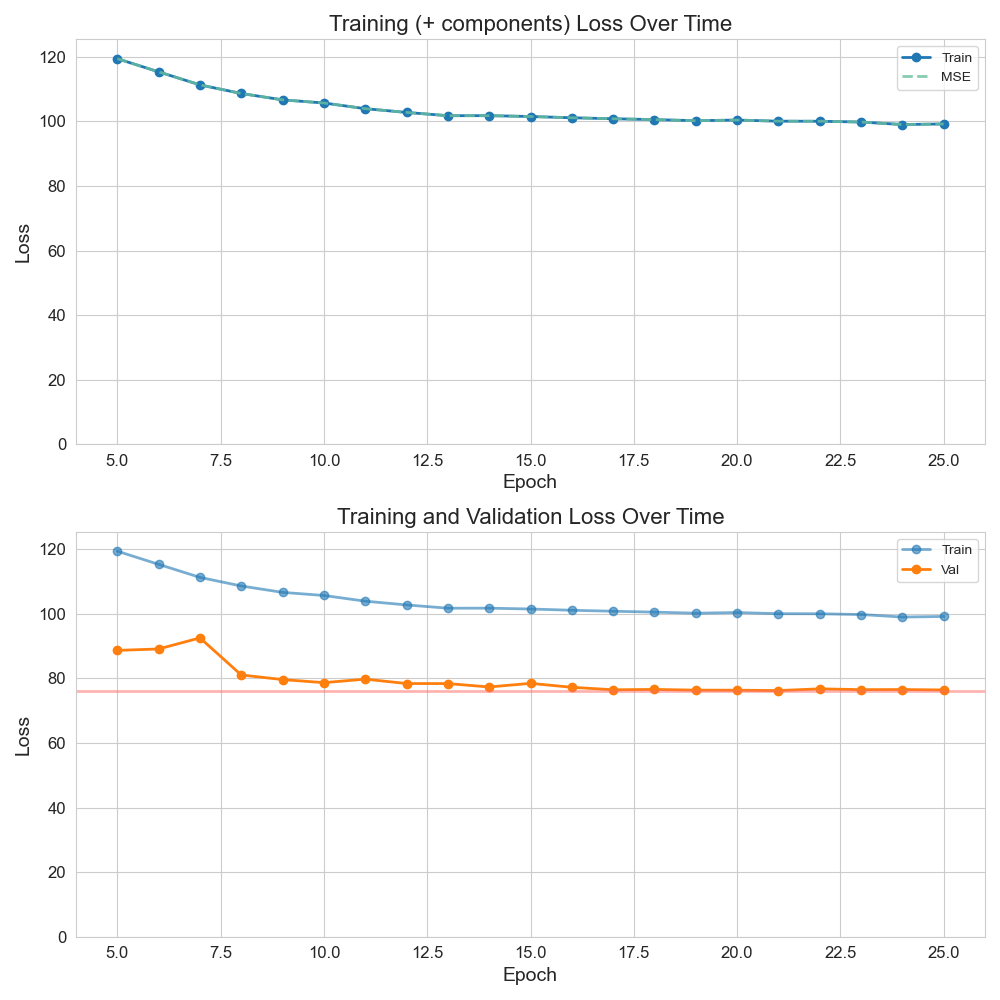 Training (+ components) Loss Over Time
Train
MSE
120
100
80
60
40
20
0
Loss
5.0 7.5 10.0 12.5 15.0 17.5 20.0 22.5 25.0
Epoch
Training and Validation Loss Over Time
Train
Val
120
100
80
60
40
20
0
Loss
5.0 7.5 10.0 12.5 15.0 17.5 20.0 22.5 25.0
Epoch